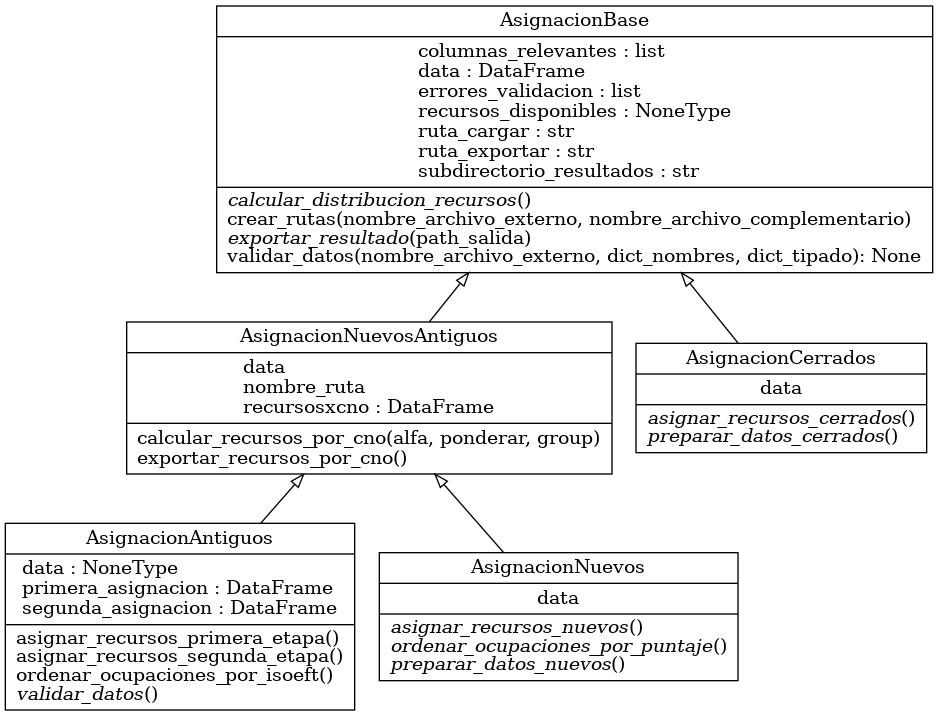 AsignacionBase
columnas_relevantes : list
data : DataFrame
errores_validacion : list
recursos_disponibles : NoneType
ruta_cargar : str
ruta_exportar : str
subdirectorio_resultados : str
calcular_distribucion_recursos()
crear_rutas(nombre_archivo_externo, nombre_archivo_complementario)
exportar_resultado(path_salida)
validar_datos(nombre_archivo_externo, dict_nombres, dict_tipado): None
AsignacionNuevosAntiguos
data
nombre_ruta
recursosxcno : DataFrame
calcular_recursos_por_cno(alfa, ponderar, group)
exportar_recursos_por_cno()
AsignacionCerrados
data
asignar_recursos_cerrados()
preparar_datos_cerrados()
AsignacionAntiguos
data : NoneType
primera_asignacion : DataFrame
segunda_asignacion : DataFrame
asignar_recursos_primera_etapa()
asignar_recursos_segunda_etapa()
ordenar_ocupaciones_por_isoeft()
validar_datos()
AsignacionNuevos
data
asignar_recursos_nuevos()
ordenar_ocupaciones_por_puntaje()
preparar_datos_nuevos()